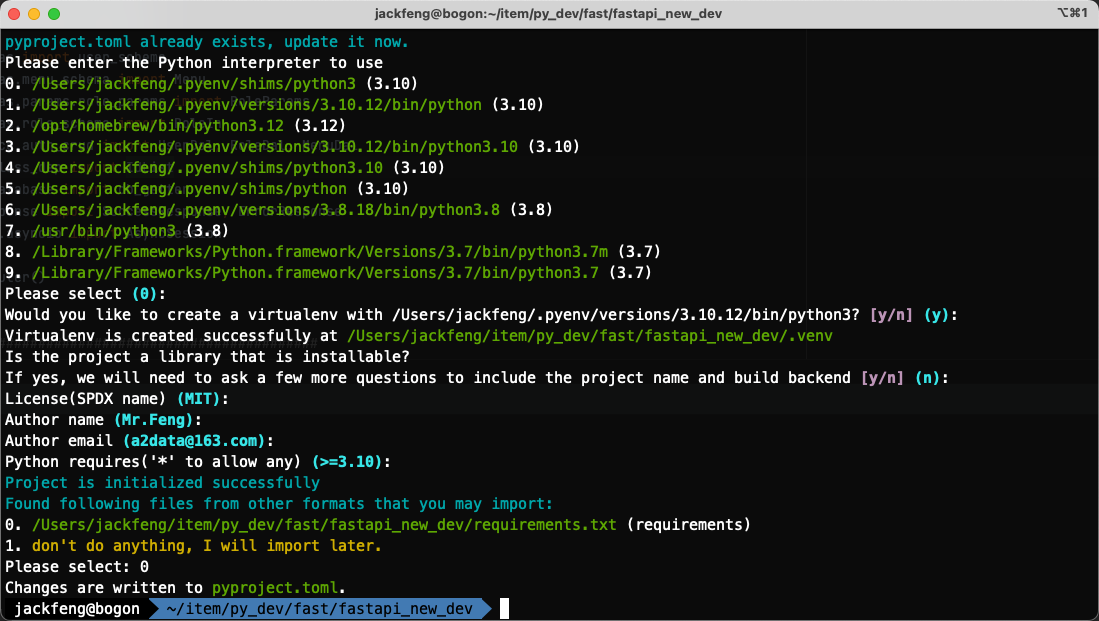 jackfeng@bogon:~/item/py_dev/fast/fastapi_new_dev
⌥⌘1
pyproject.toml already exists, update it now.
Please enter the Python interpreter to use
0. /Users/jackfeng/.pyenv/shims/python3 (3.10)
1. /Users/jackfeng/.pyenv/versions/3.10.12/bin/python (3.10)
2. /opt/homebrew/bin/python3.12 (3.12)
3. /Users/jackfeng/.pyenv/versions/3.10.12/bin/python3.10 (3.10)
4. /Users/jackfeng/.pyenv/shims/python3.10 (3.10)
5. /Users/jackfeng/.pyenv/shims/python (3.10)
6. /Users/jackfeng/.pyenv/versions/3.8.18/bin/python3.8 (3.8)
7. /usr/bin/python3 (3.8)
8. /Library/Frameworks/Python.framework/Versions/3.7/bin/python3.7m (3.7)
9. /Library/Frameworks/Python.framework/Versions/3.7/bin/python3.7 (3.7)
Please select (0):
Would you like to create a virtualenv with /Users/jackfeng/.pyenv/versions/3.10.12/bin/python3? [y/n] (y):
Virtualenv is created successfully at /Users/jackfeng/item/py_dev/fast/fastapi_new_dev/.venv
Is the project a library that is installable?
If yes, we will need to ask a few more questions to include the project name and build backend [y/n] (n):
License(SPDX name) (MIT):
Author name (Mr.Feng):
Author email (a2data@163.com):
Python requires('*' to allow any) (>=3.10):
Project is initialized successfully
Found following files from other formats that you may import:
0. /Users/jackfeng/item/py_dev/fast/fastapi_new_dev/requirements.txt (requirements)
1. don't do anything, I will import later.
Please select: 0
Changes are written to pyproject.toml.
jackfeng@bogon ~/item/py_dev/fast/fastapi_new_dev